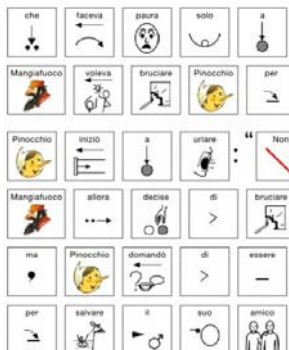 che faceva paura solo a
Mangiafuoco voleva bruciare Pinocchio per
Pinocchio iniziò a urlare : “ Non
Mangiafuoco allora decise di bruciare
ma Pinocchio domandò di essere
per salvare il suo amico